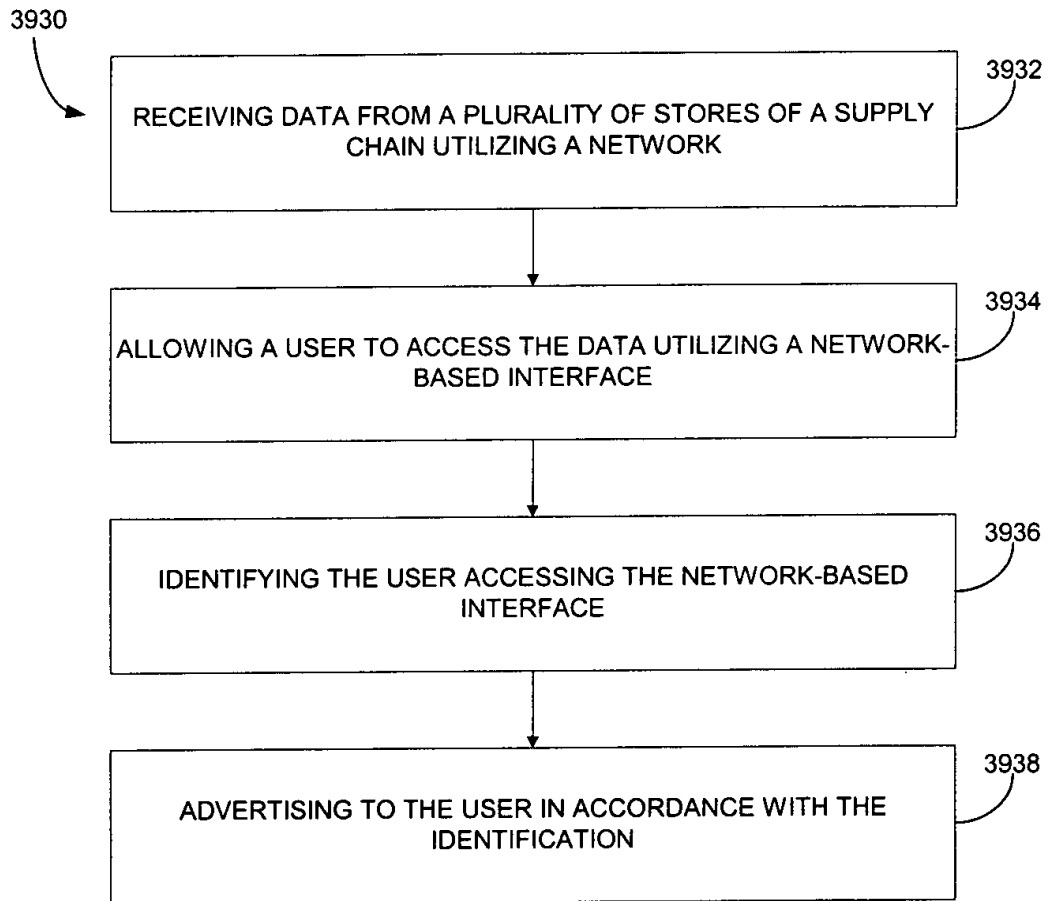 3930
3932
RECEIVING DATA FROM A PLURALITY OF STORES OF A SUPPLY
CHAIN UTILIZING A NETWORK
3934
ALLOWING A USER TO ACCESS THE DATA UTILIZING A NETWORK-
BASED INTERFACE
3936
IDENTIFYING THE USER ACCESSING THE NETWORK-BASED
INTERFACE
3938
ADVERTISING TO THE USER IN ACCORDANCE WITH THE
IDENTIFICATION